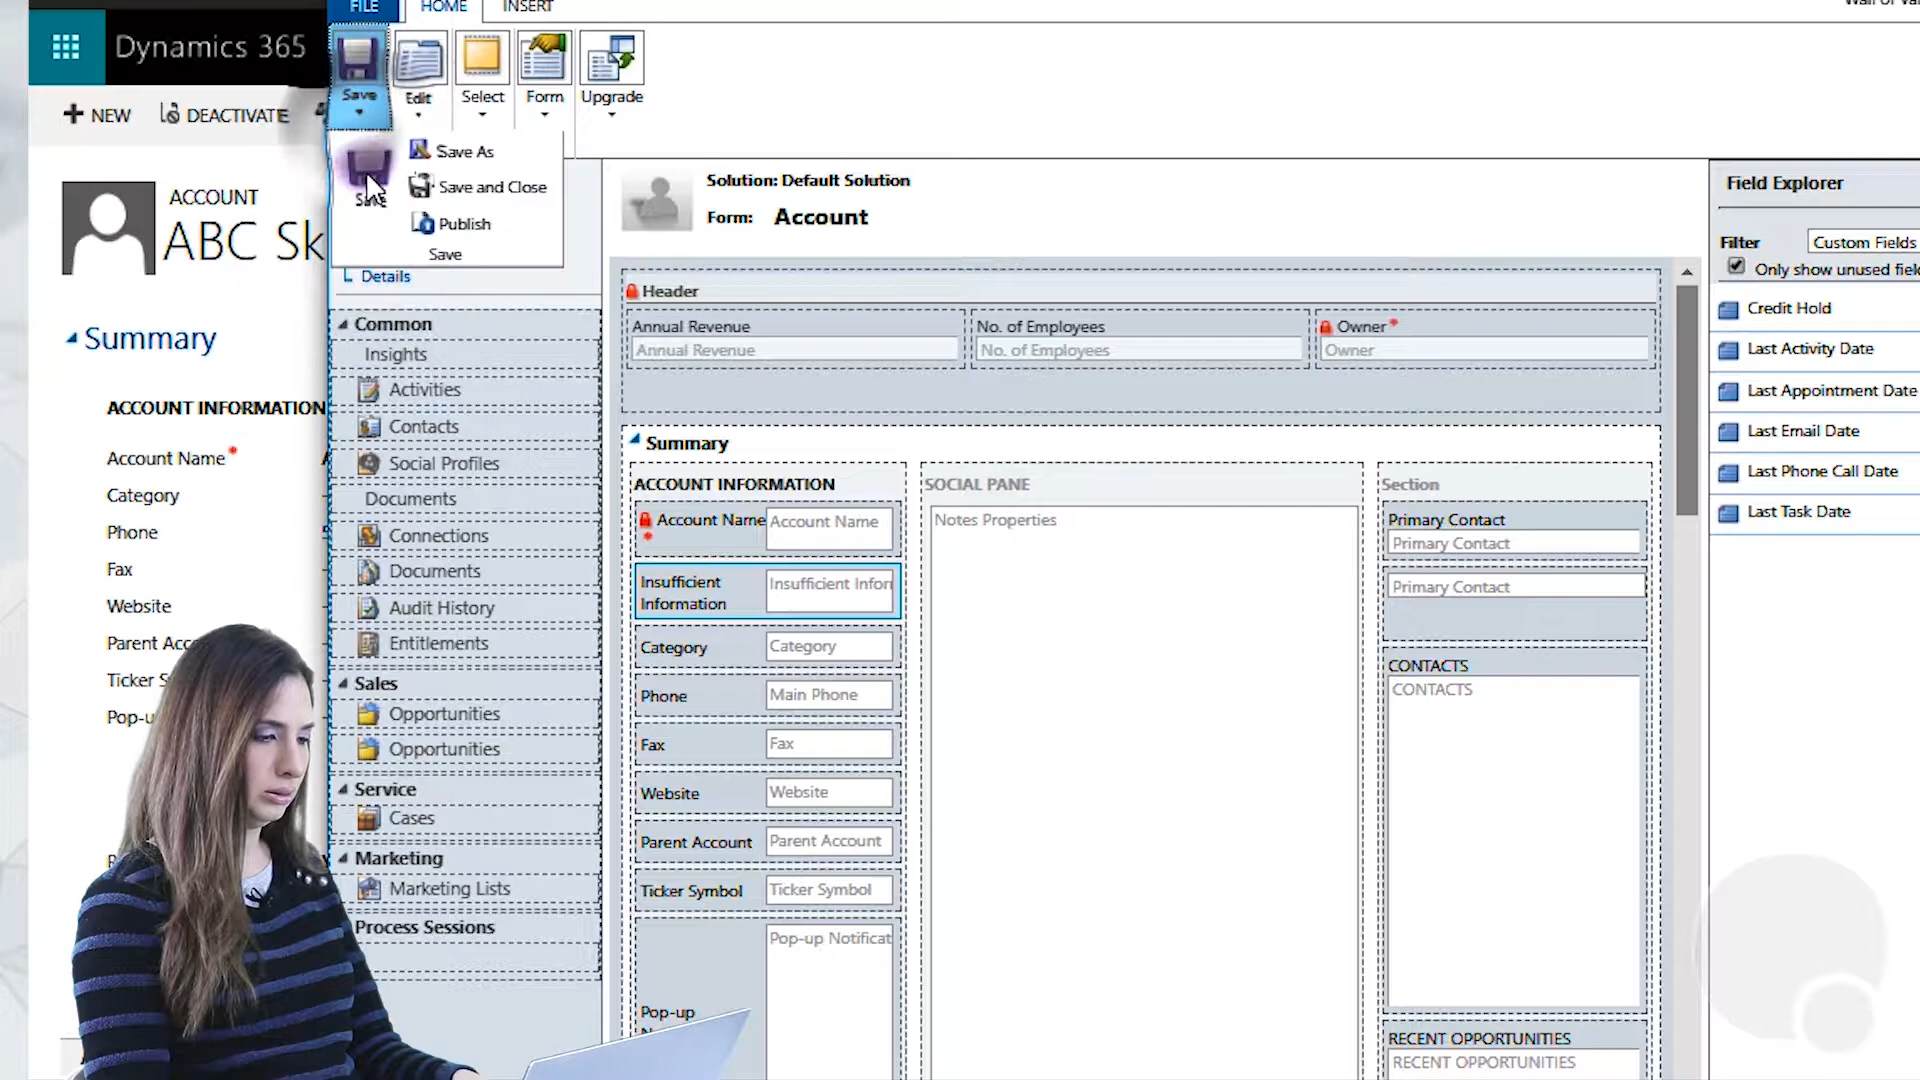 FILE HOME INSERT
Dynamics 365
Save Edit Select Form Upgrade
NEW DEACTIVATE
Save Save As
Save and Close
Publish
Save
ACCOUNT
ABC Sk
Summary
ACCOUNT INFORMATION
Account Name *
Category
Phone
Fax
Website
Parent Acc
Ticker S
Pop-u
Details
Common
Insights
Activities
Contacts
Social Profiles
Documents
Connections
Documents
Audit History
Entitlements
Sales
Opportunities
Opportunities
Service
Cases
Marketing
Marketing Lists
Process Sessions
Solution: Default Solution
Form: Account
Header
Annual Revenue No. of Employees Owner *
Annual Revenue No. of Employees Owner
Summary
ACCOUNT INFORMATION
Account Name Account Name
*
Insufficient Insufficient Infor
Information
Category Category
Phone Main Phone
Fax Fax
Website Website
Parent Account Parent Account
Ticker Symbol Ticker Symbol
Pop-up Notificat
Pop-up
SOCIAL PANE
Notes Properties
Section
Primary Contact
Primary Contact
Primary Contact
CONTACTS
CONTACTS
RECENT OPPORTUNITIES
RECENT OPPORTUNITIES
Field Explorer
Filter Custom Fields
Only show unused fiel
Credit Hold
Last Activity Date
Last Appointment Date
Last Email Date
Last Phone Call Date
Last Task Date